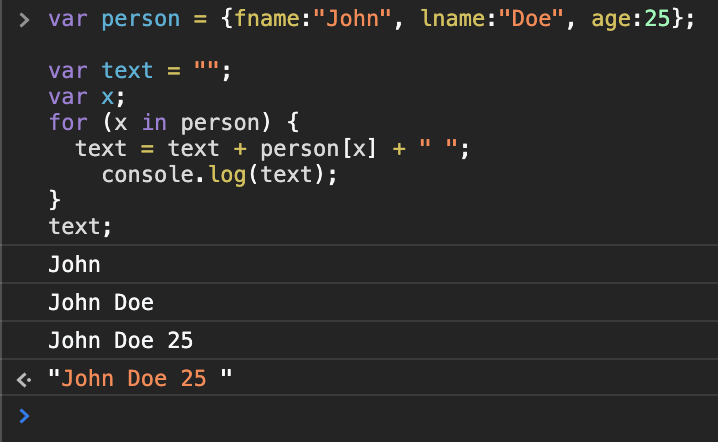 var person = {fname:"John", lname:"Doe", age:25};
var text = "";
var x;
for (x in person) {
  text = text + person[x] + " ";
    console.log(text);
}
text;
John
John Doe
John Doe 25
"John Doe 25 "